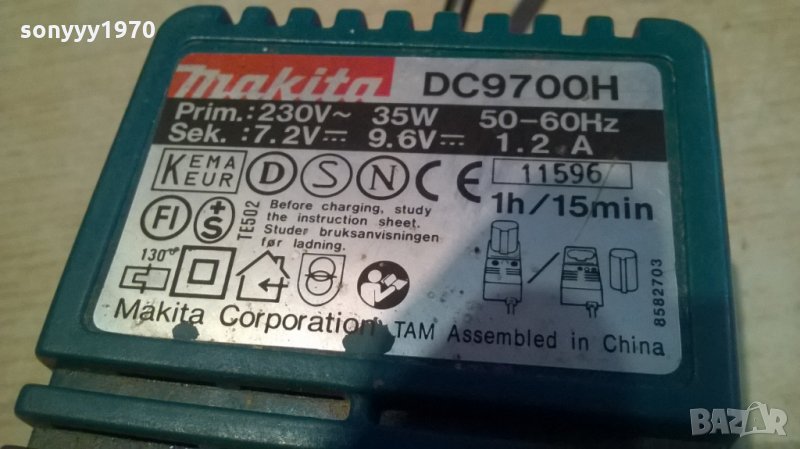 sonyyy1970
makita DC9700H
Prim.: 230V~ 35W 50-60Hz
Sek.: 7.2V⎓ 9.6V⎓ 1.2 A
KEMA KEUR D S N CE 11596
FI +S TE502 Before charging, study
the instruction sheet.
Studer bruksanvisningen
før ladning.
1h/15min
130°
8582703
Makita Corporation TAM Assembled in China
BAZAR